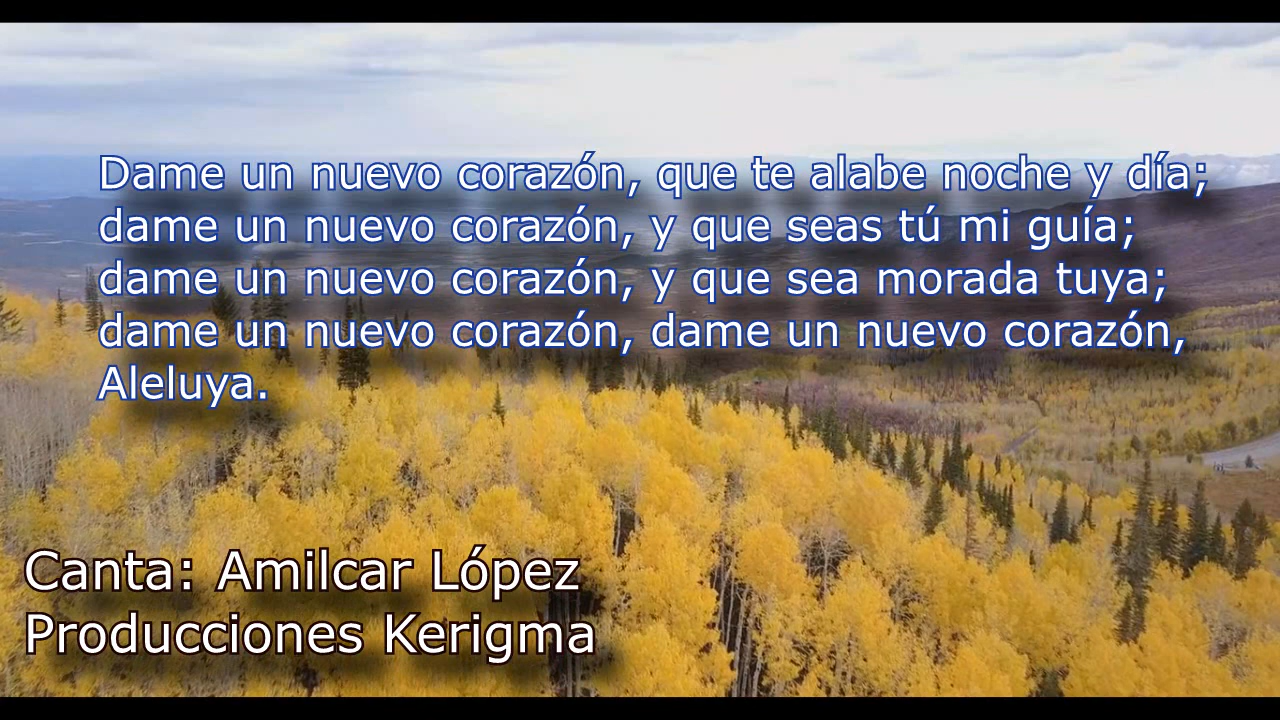 Dame un nuevo corazón, que te alabe noche y día;
dame un nuevo corazón, y que seas tú mi guía;
dame un nuevo corazón, y que sea morada tuya;
dame un nuevo corazón, dame un nuevo corazón,
Aleluya.
Canta: Amilcar López
Producciones Kerigma